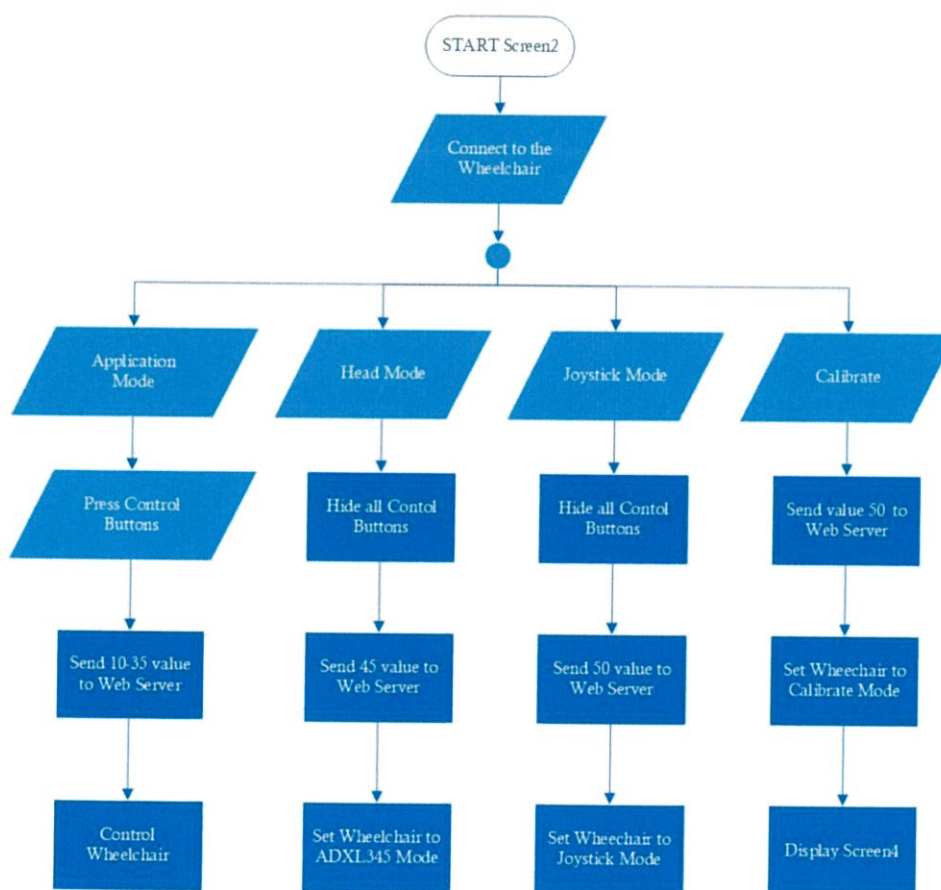 START Screen2
Connect to the
Wheelchair
Application
Mode
Head Mode
Joystick Mode
Calibrate
Press Control
Buttons
Hide all Contol
Buttons
Hide all Control
Buttons
Send value 50 to
Web Server
Send 10-35 value
to Web Server
Send 45 value to
Web Server
Send 50 value to
Web Server
Set Wheechair to
Calibrate Mode
Control
Wheelchair
Set Wheelchair to
ADXL345 Mode
Set Wheechair to
Joystick Mode
Display Screen4